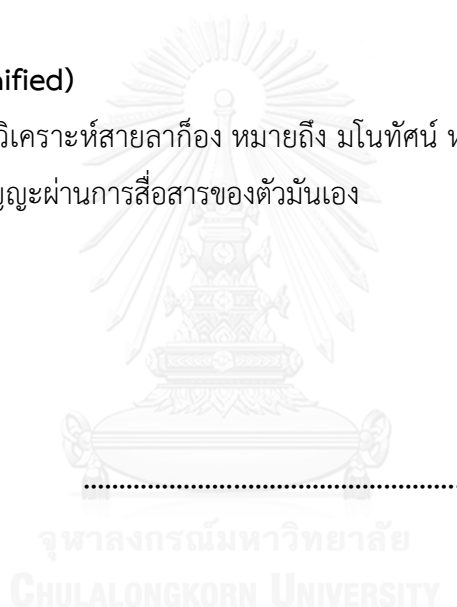 nified)
วิเคราะห์สายลาก็อง หมายถึง มโนทัศน์ ห
ญญะผ่านการสื่อสารของตัวมันเอง
................................................................
จุฬาลงกรณ์มหาวิทยาลัย
CHULALONGKORN UNIVERSITY